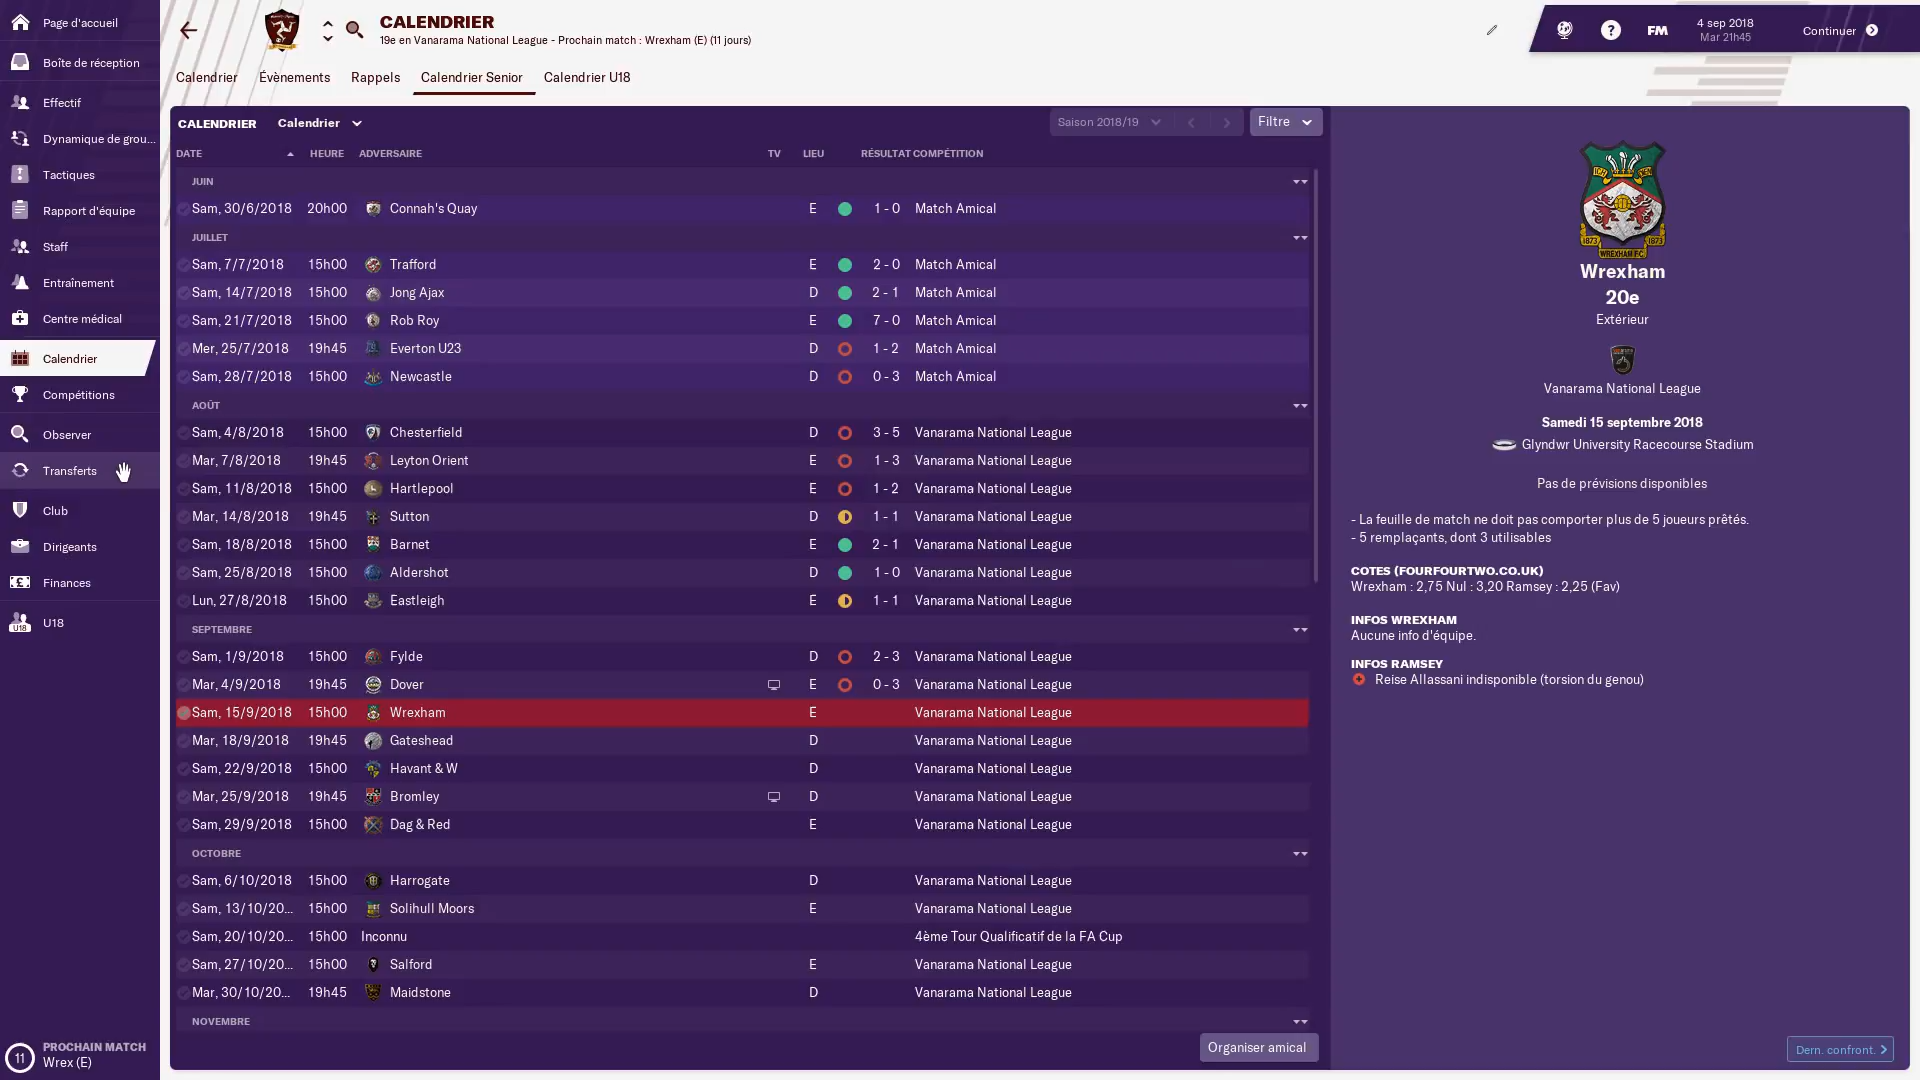 Page d'accueil
Boîte de réception
Effectif
Dynamique de grou...
Tactiques
Rapport d'équipe
Staff
Entraînement
Centre médical
Calendrier
Compétitions
Observer
Transferts
Club
Dirigeants
Finances
U18
U18
11
PROCHAIN MATCH
Wrex (E)
CALENDRIER
19e en Vanarama National League - Prochain match : Wrexham (E) (11 jours)
FM
4 sep 2018
Mar 21h45
Continuer
Calendrier Évènements Rappels Calendrier Senior Calendrier U18
CALENDRIER Calendrier Saison 2018/19 Filtre
DATE HEURE ADVERSAIRE TV LIEU RÉSULTAT COMPÉTITION
JUIN
Sam, 30/6/2018 20h00 Connah's Quay E 1 - 0 Match Amical
JUILLET
Sam, 7/7/2018 15h00 Trafford E 2 - 0 Match Amical
Sam, 14/7/2018 15h00 Jong Ajax D 2 - 1 Match Amical
Sam, 21/7/2018 15h00 Rob Roy E 7 - 0 Match Amical
Mer, 25/7/2018 19h45 Everton U23 D 1 - 2 Match Amical
Sam, 28/7/2018 15h00 Newcastle D 0 - 3 Match Amical
AOÛT
Sam, 4/8/2018 15h00 Chesterfield D 3 - 5 Vanarama National League
Mar, 7/8/2018 19h45 Leyton Orient E 1 - 3 Vanarama National League
Sam, 11/8/2018 15h00 Hartlepool E 1 - 2 Vanarama National League
Mar, 14/8/2018 19h45 Sutton D 1 - 1 Vanarama National League
Sam, 18/8/2018 15h00 Barnet E 2 - 1 Vanarama National League
Sam, 25/8/2018 15h00 Aldershot D 1 - 0 Vanarama National League
Lun, 27/8/2018 15h00 Eastleigh E 1 - 1 Vanarama National League
SEPTEMBRE
Sam, 1/9/2018 15h00 Fylde D 2 - 3 Vanarama National League
Mar, 4/9/2018 19h45 Dover E 0 - 3 Vanarama National League
Sam, 15/9/2018 15h00 Wrexham E Vanarama National League
Mar, 18/9/2018 19h45 Gateshead D Vanarama National League
Sam, 22/9/2018 15h00 Havant & W D Vanarama National League
Mar, 25/9/2018 19h45 Bromley D Vanarama National League
Sam, 29/9/2018 15h00 Dag & Red E Vanarama National League
OCTOBRE
Sam, 6/10/2018 15h00 Harrogate D Vanarama National League
Sam, 13/10/20... 15h00 Solihull Moors E Vanarama National League
Sam, 20/10/20... 15h00 Inconnu 4ème Tour Qualificatif de la FA Cup
Sam, 27/10/20... 15h00 Salford E Vanarama National League
Mar, 30/10/20... 19h45 Maidstone D Vanarama National League
NOVEMBRE
Organiser amical
1873 1873
WREXHAM F.C.
Wrexham
20e
Extérieur
Vanarama National League
Samedi 15 septembre 2018
Glyndwr University Racecourse Stadium
Pas de prévisions disponibles
- La feuille de match ne doit pas comporter plus de 5 joueurs prêtés.
- 5 remplaçants, dont 3 utilisables
COTES (FOURFOURTWO.CO.UK)
Wrexham : 2,75 Nul : 3,20 Ramsey : 2,25 (Fav)
INFOS WREXHAM
Aucune info d'équipe.
INFOS RAMSEY
Reise Allassani indisponible (torsion du genou)
Dern. confront.